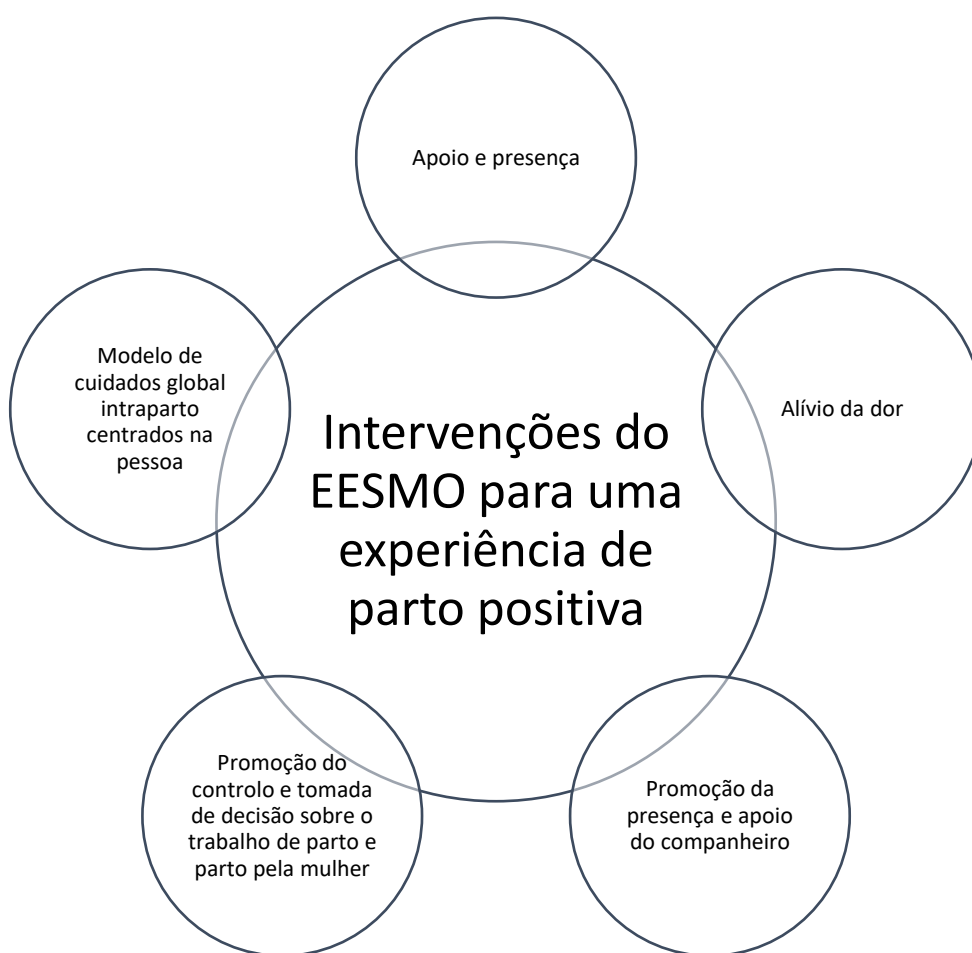 Apoio e presença
Modelo de
cuidados global
intraparto
centrados na
pessoa
Alívio da dor
Intervenções do
EESMO para uma
experiência de
parto positiva
Promoção do
controlo e tomada
de decisão sobre o
trabalho de parto e
parto pela mulher
Promoção da
presença e apoio
do companheiro